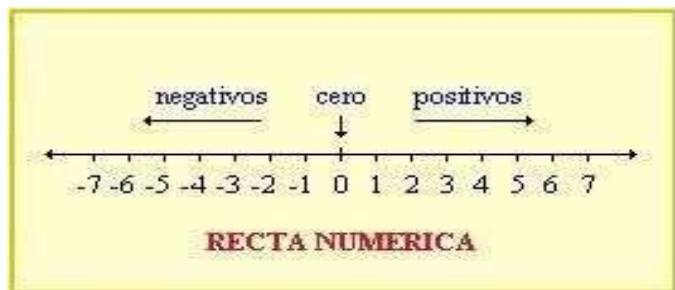 negativos cero positivos
-7 -6 -5 -4 -3 -2 -1 0 1 2 3 4 5 6 7
RECTA NUMERICA